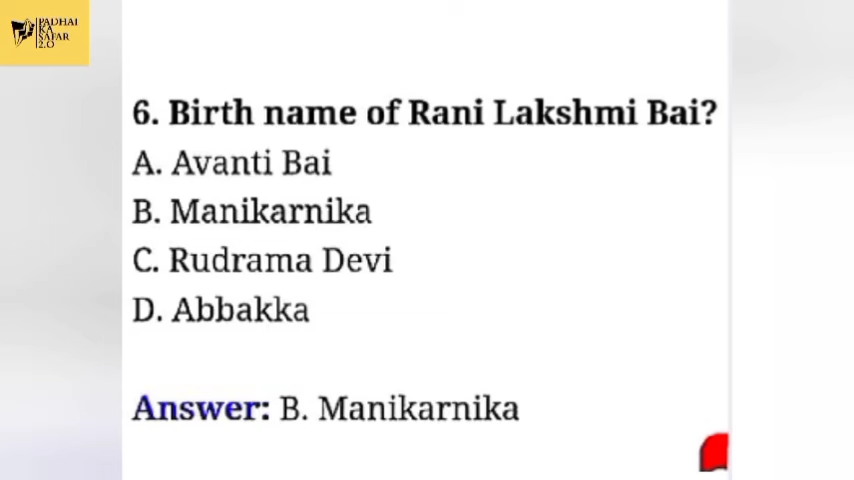 PADHAI
KA
SAFAR
2.0
6. Birth name of Rani Lakshmi Bai?
A. Avanti Bai
B. Manikarnika
C. Rudrama Devi
D. Abbakka
Answer: B. Manikarnika